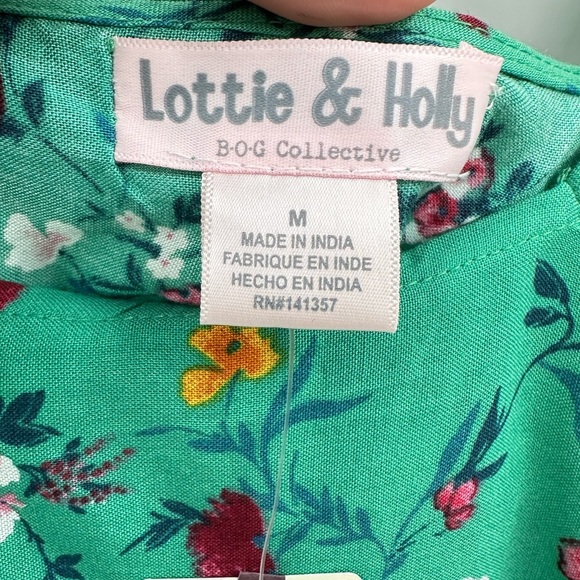 Lottie & Holly
B·O·G Collective
M
MADE IN INDIA
FABRIQUE EN INDE
HECHO EN INDIA
RN#141357